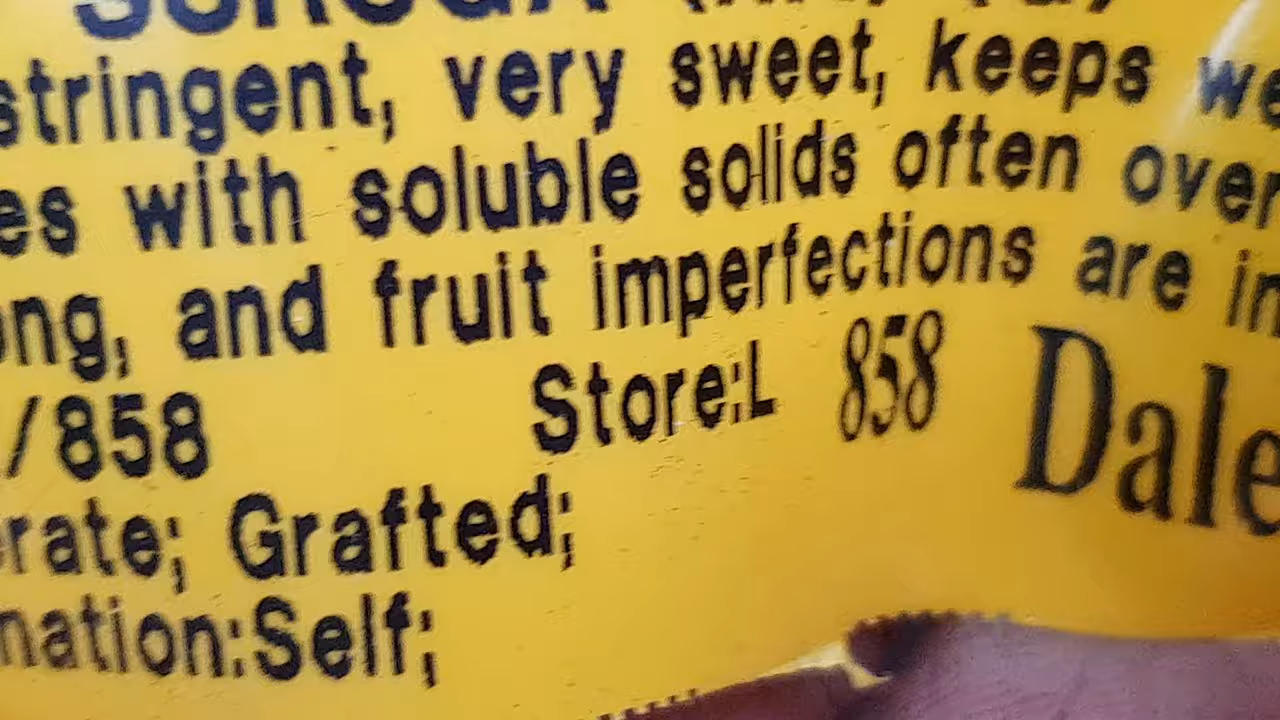 stringent, very sweet, keeps we
es with soluble solids often over
ong, and fruit imperfections are in
/858 Store:L 858 Dale
erate; Grafted;
nation:Self;